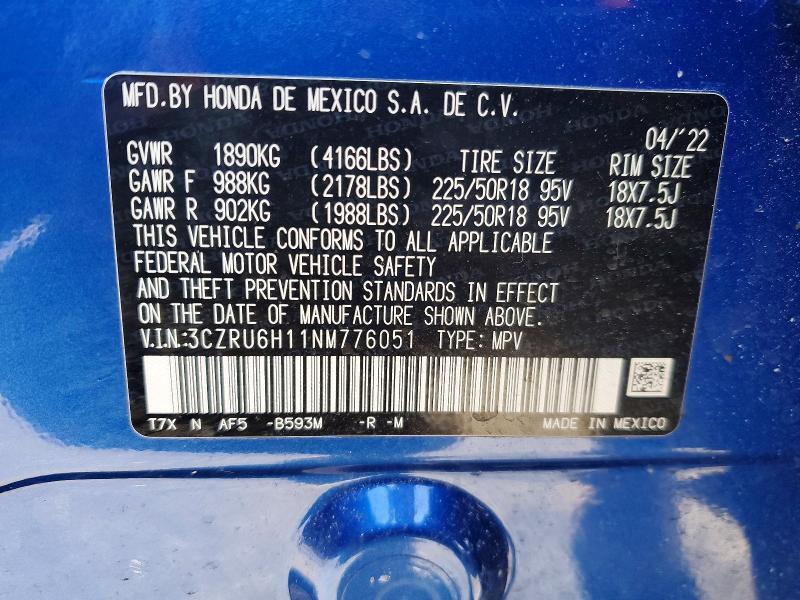 MFD.BY HONDA DE MEXICO S.A. DE C.V.
04/'22
GVWR 1890KG (4166LBS) TIRE SIZE RIM SIZE
GAWR F 988KG (2178LBS) 225/50R18 95V 18X7.5J
GAWR R 902KG (1988LBS) 225/50R18 95V 18X7.5J
THIS VEHICLE CONFORMS TO ALL APPLICABLE
FEDERAL MOTOR VEHICLE SAFETY
AND THEFT PREVENTION STANDARDS IN EFFECT
ON THE DATE OF MANUFACTURE SHOWN ABOVE.
V.I.N.:3CZRU6H11NM776051 TYPE: MPV
T7X N AF5 -B593M -R -M MADE IN MEXICO